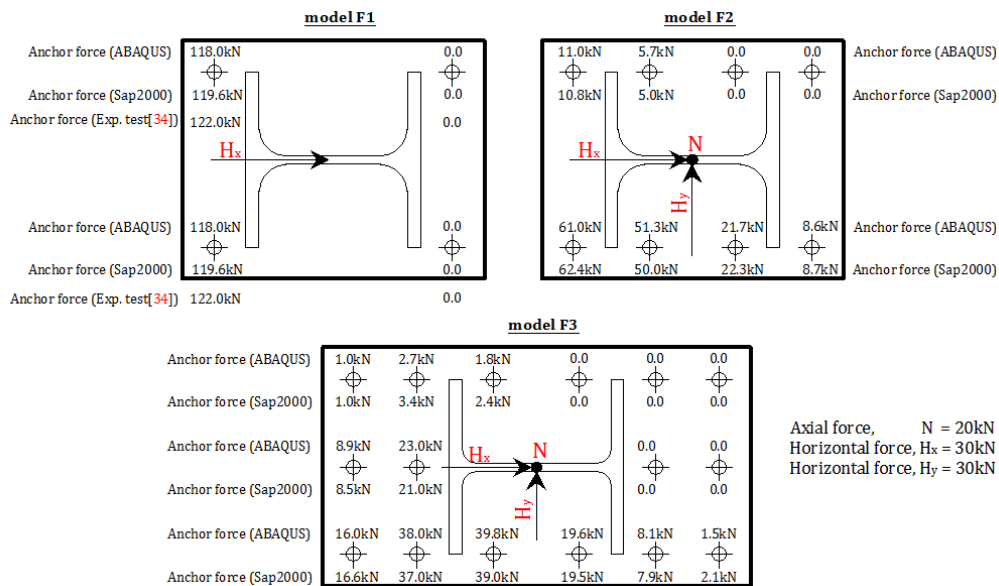 model F1
Anchor force (ABAQUS) 118.0kN 0.0
Anchor force (Sap2000) 119.6kN 0.0
Anchor force (Exp. test[34]) 122.0kN 0.0
Hx
Anchor force (ABAQUS) 118.0kN 0.0
Anchor force (Sap2000) 119.6kN 0.0
Anchor force (Exp. test[34]) 122.0kN 0.0
model F2
11.0kN 5.7kN 0.0 0.0 Anchor force (ABAQUS)
10.8kN 5.0kN 0.0 0.0 Anchor force (Sap2000)
N
Hx
Hy
61.0kN 51.3kN 21.7kN 8.6kN Anchor force (ABAQUS)
62.4kN 50.0kN 22.3kN 8.7kN Anchor force (Sap2000)
model F3
Anchor force (ABAQUS) 1.0kN 2.7kN 1.8kN 0.0 0.0 0.0
Anchor force (Sap2000) 1.0kN 3.4kN 2.4kN 0.0 0.0 0.0
Anchor force (ABAQUS) 8.9kN 23.0kN 0.0 0.0
Hx N
Anchor force (Sap2000) 8.5kN 21.0kN 0.0 0.0
Hy
Anchor force (ABAQUS) 16.0kN 38.0kN 39.8kN 19.6kN 8.1kN 1.5kN
Anchor force (Sap2000) 16.6kN 37.0kN 39.0kN 19.5kN 7.9kN 2.1kN
Axial force, N = 20kN
Horizontal force, Hx = 30kN
Horizontal force, Hy = 30kN